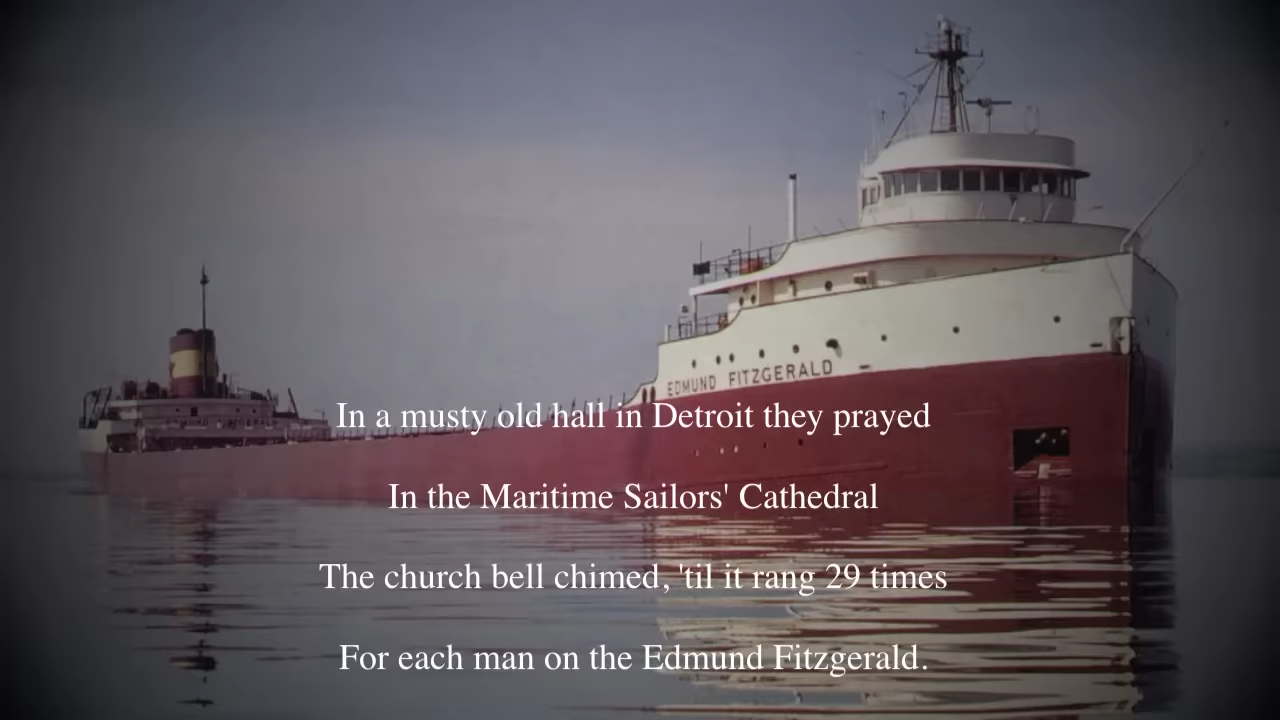 EDMUND FITZGERALD
In a musty old hall in Detroit they prayed
In the Maritime Sailors' Cathedral
The church bell chimed, 'til it rang 29 times
For each man on the Edmund Fitzgerald.